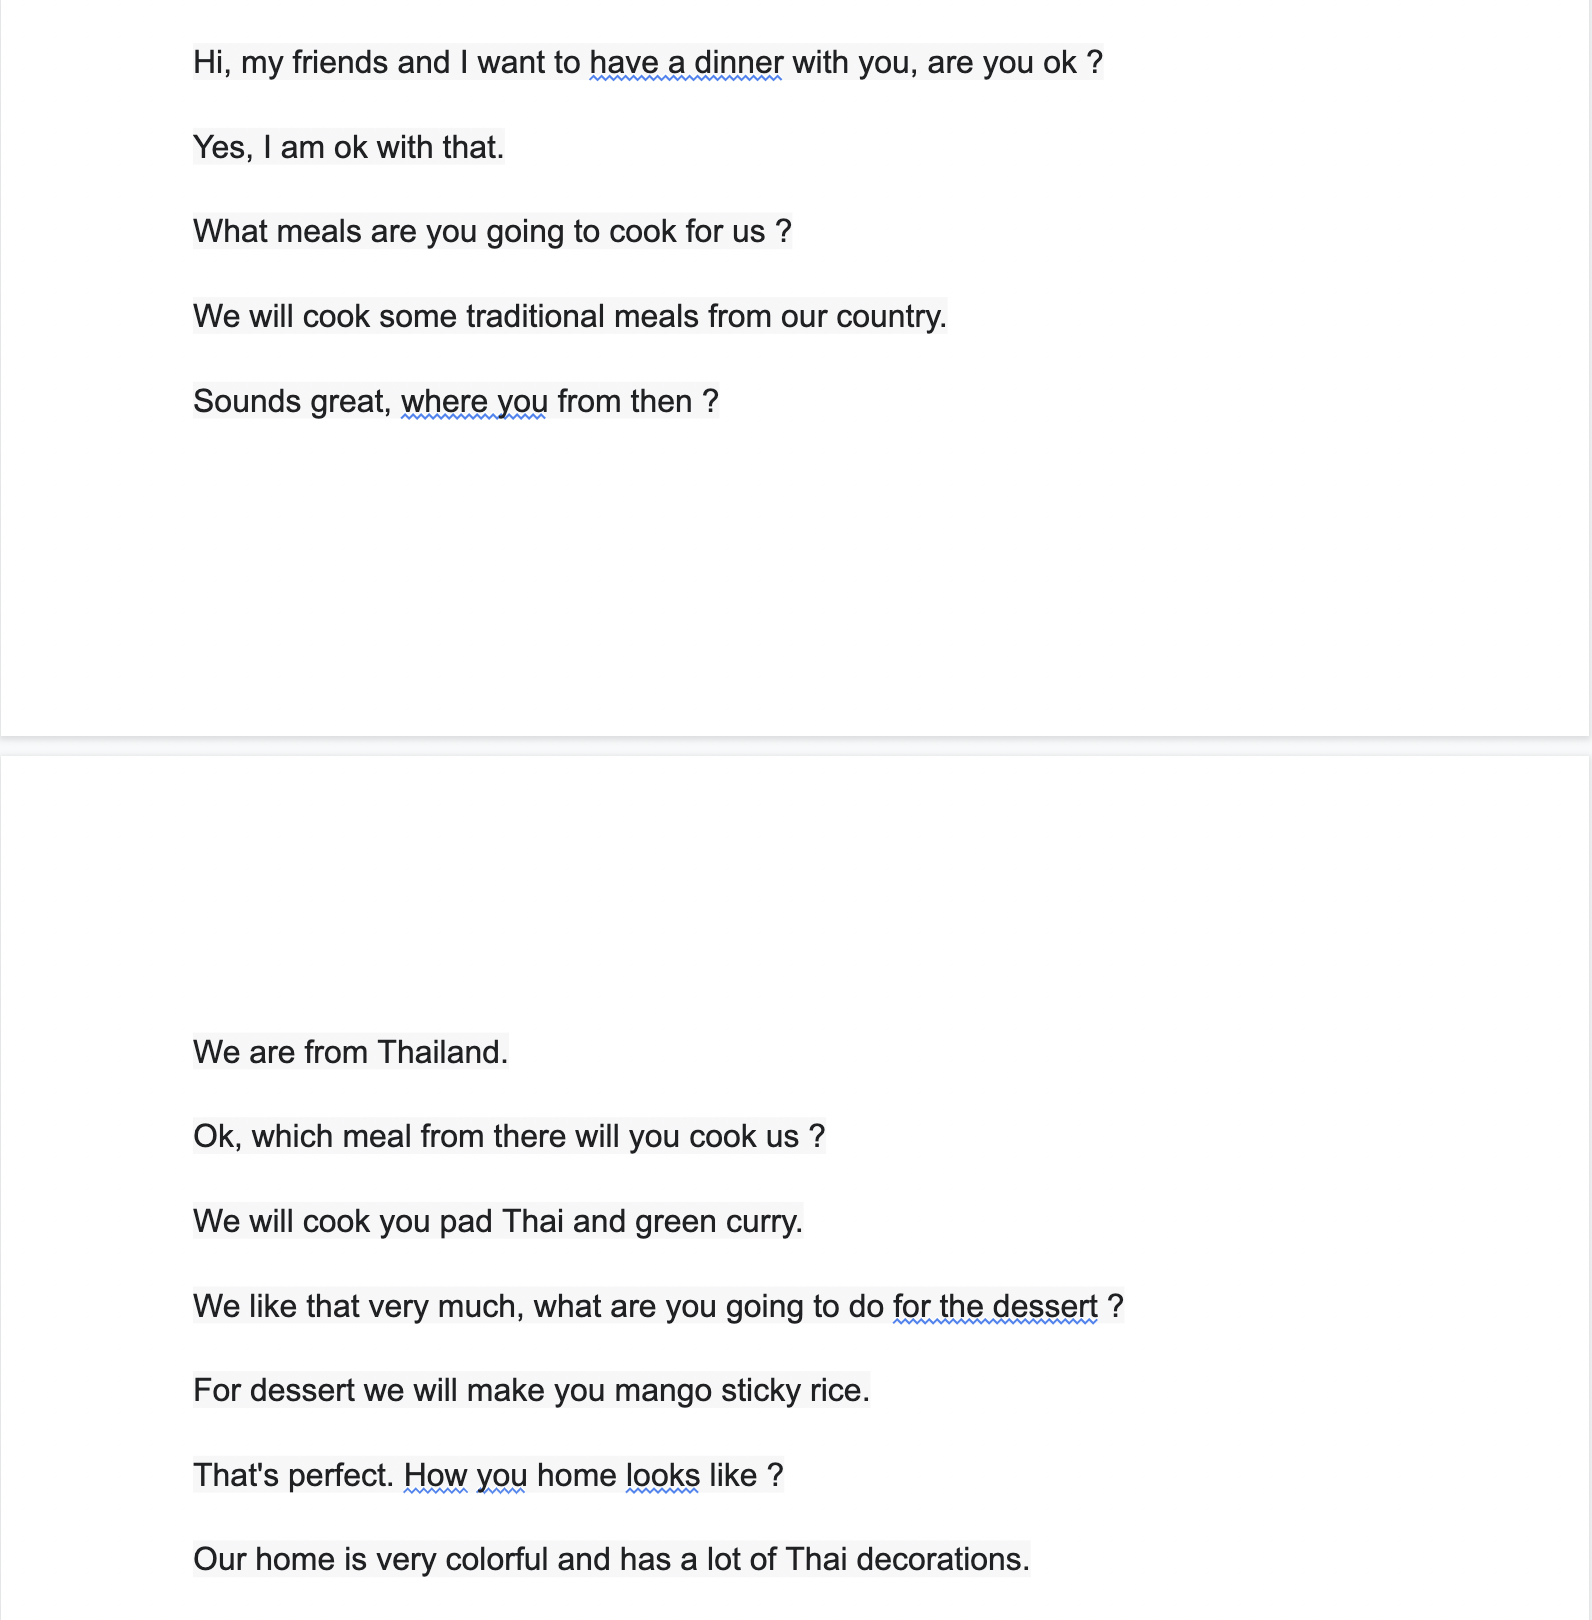 Hi, my friends and I want to have a dinner with you, are you ok ?
Yes, I am ok with that.
What meals are you going to cook for us ?
We will cook some traditional meals from our country.
Sounds great, where you from then ?
We are from Thailand.
Ok, which meal from there will you cook us ?
We will cook you pad Thai and green curry.
We like that very much, what are you going to do for the dessert ?
For dessert we will make you mango sticky rice.
That's perfect. How you home looks like ?
Our home is very colorful and has a lot of Thai decorations.